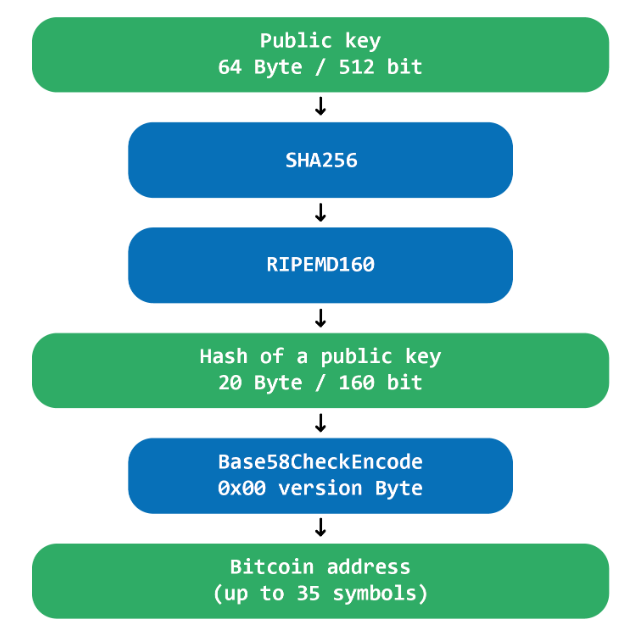 Public key
64 Byte / 512 bit
↓
SHA256
↓
RIPEMD160
↓
Hash of a public key
20 Byte / 160 bit
↓
Base58CheckEncode
0x00 version Byte
↓
Bitcoin address
(up to 35 symbols)